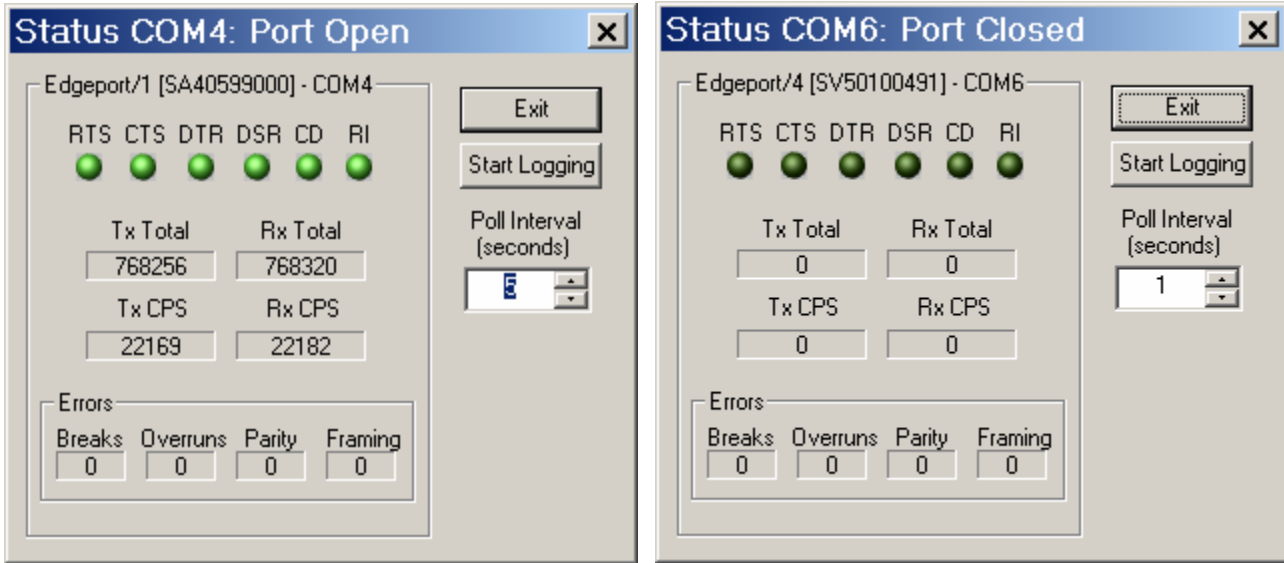 Status COM4: Port Open
Edgeport/1 [SA40599000] - COM4
RTS CTS DTR DSR CD RI
Tx Total Rx Total
768256 768320
Tx CPS Rx CPS
22169 22182
Errors
Breaks Overruns Parity Framing
0 0 0 0
Exit
Start Logging
Poll Interval
(seconds)
5
Status COM6: Port Closed
Edgeport/4 [SV50100491] - COM6
RTS CTS DTR DSR CD RI
Tx Total Rx Total
0 0
Tx CPS Rx CPS
0 0
Errors
Breaks Overruns Parity Framing
0 0 0 0
Exit
Start Logging
Poll Interval
(seconds)
1